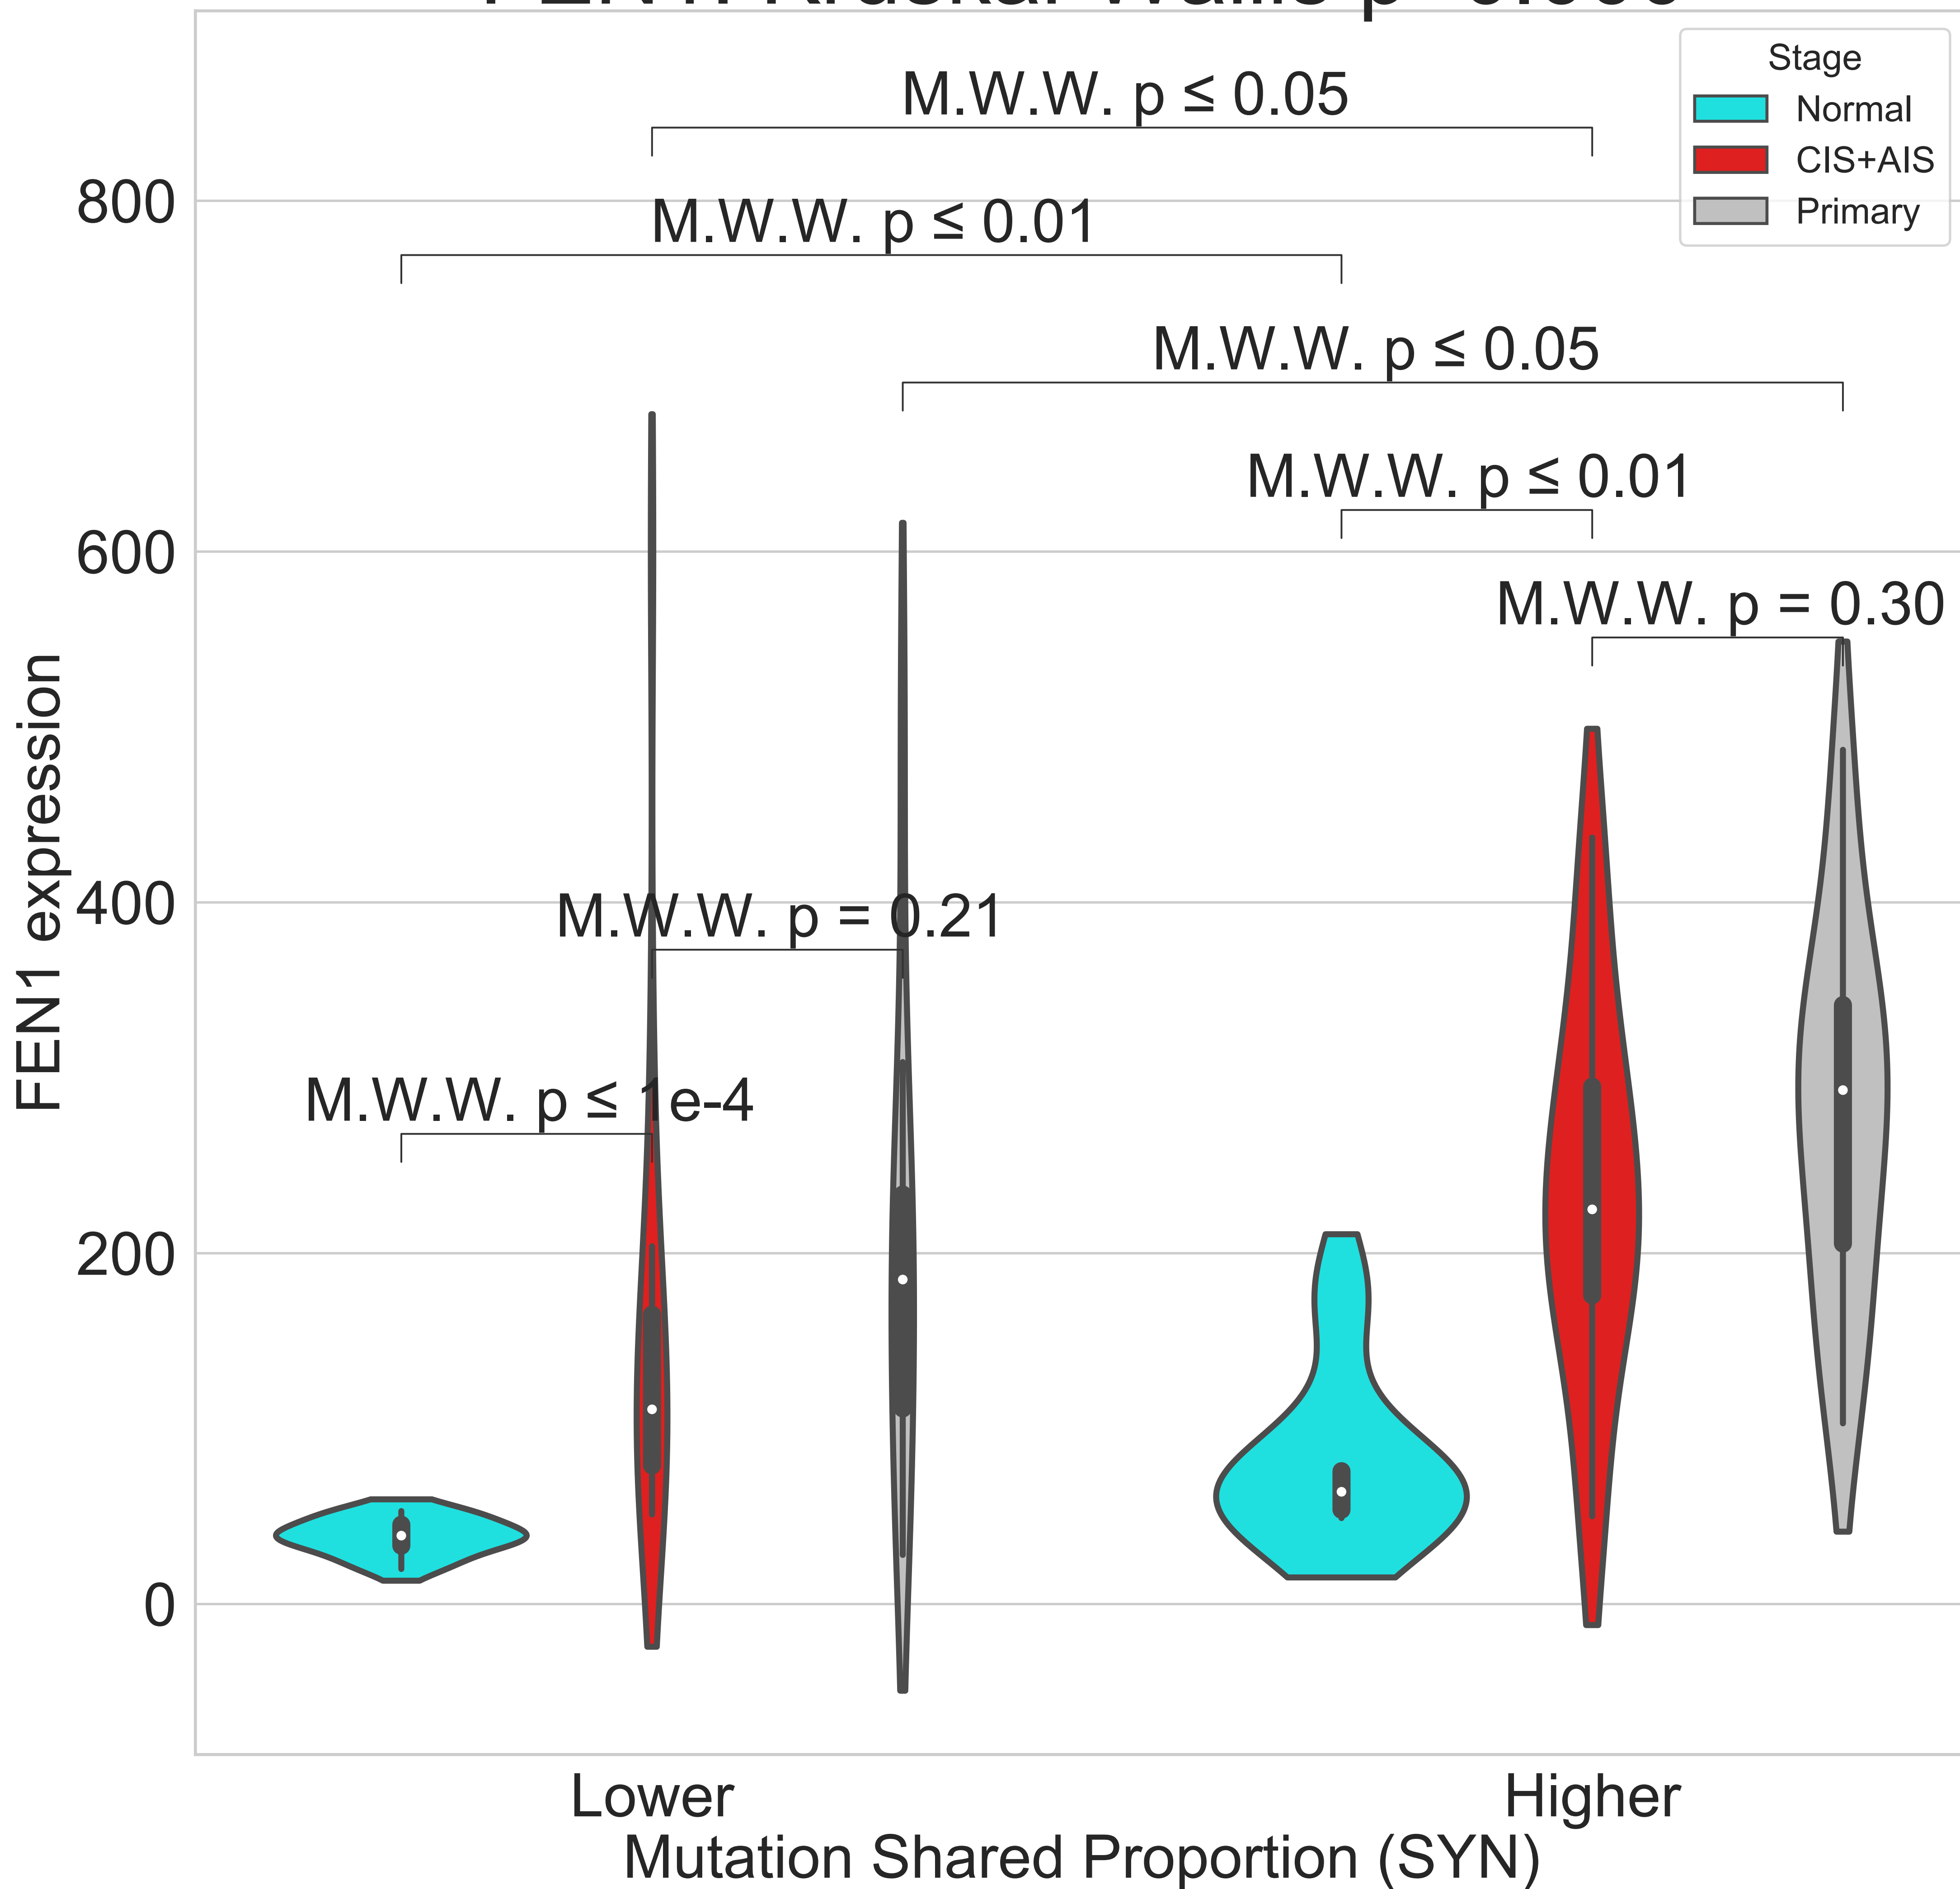 Stage
Normal
CIS+AIS
Primary
M.W.W. p ≤ 0.05
M.W.W. p ≤ 0.01
M.W.W. p ≤ 0.05
M.W.W. p ≤ 0.01
M.W.W. p = 0.30
M.W.W. p = 0.21
M.W.W. p ≤ 1e-4
800
600
400
200
0
FEN1 expression
Lower
Higher
Mutation Shared Proportion (SYN)